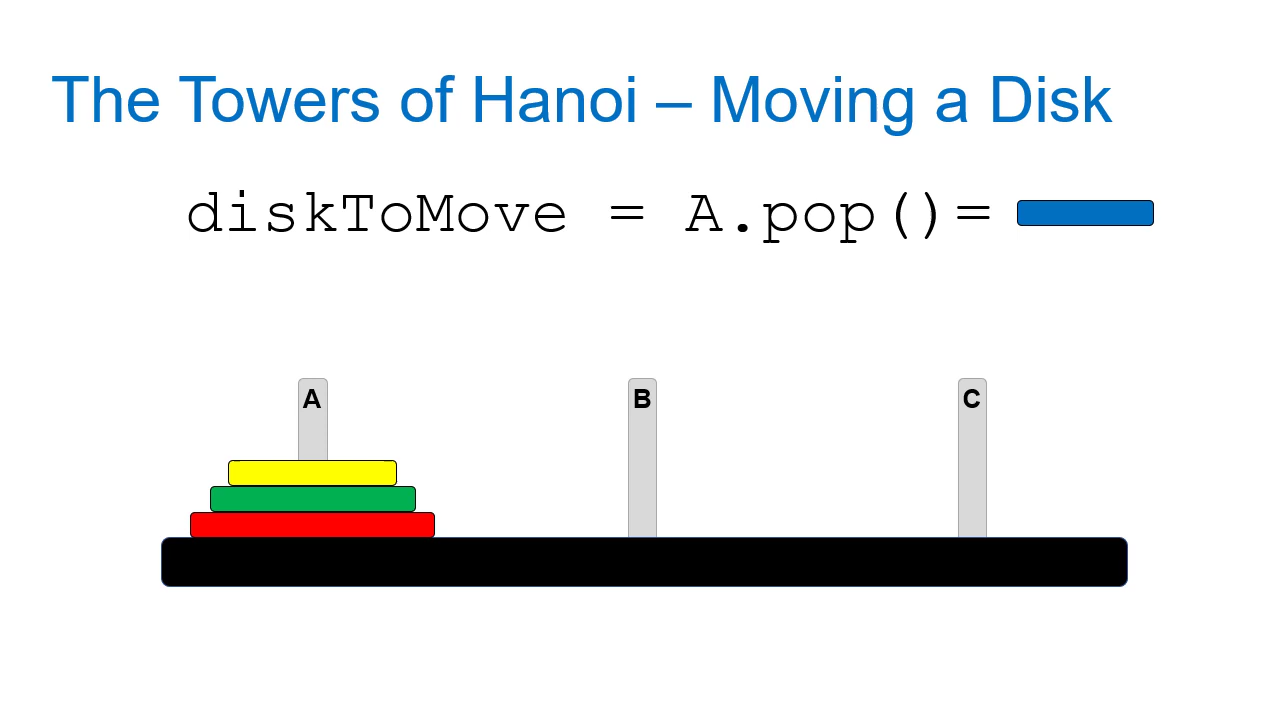 The Towers of Hanoi – Moving a Disk
diskToMove = A.pop()=
A B C